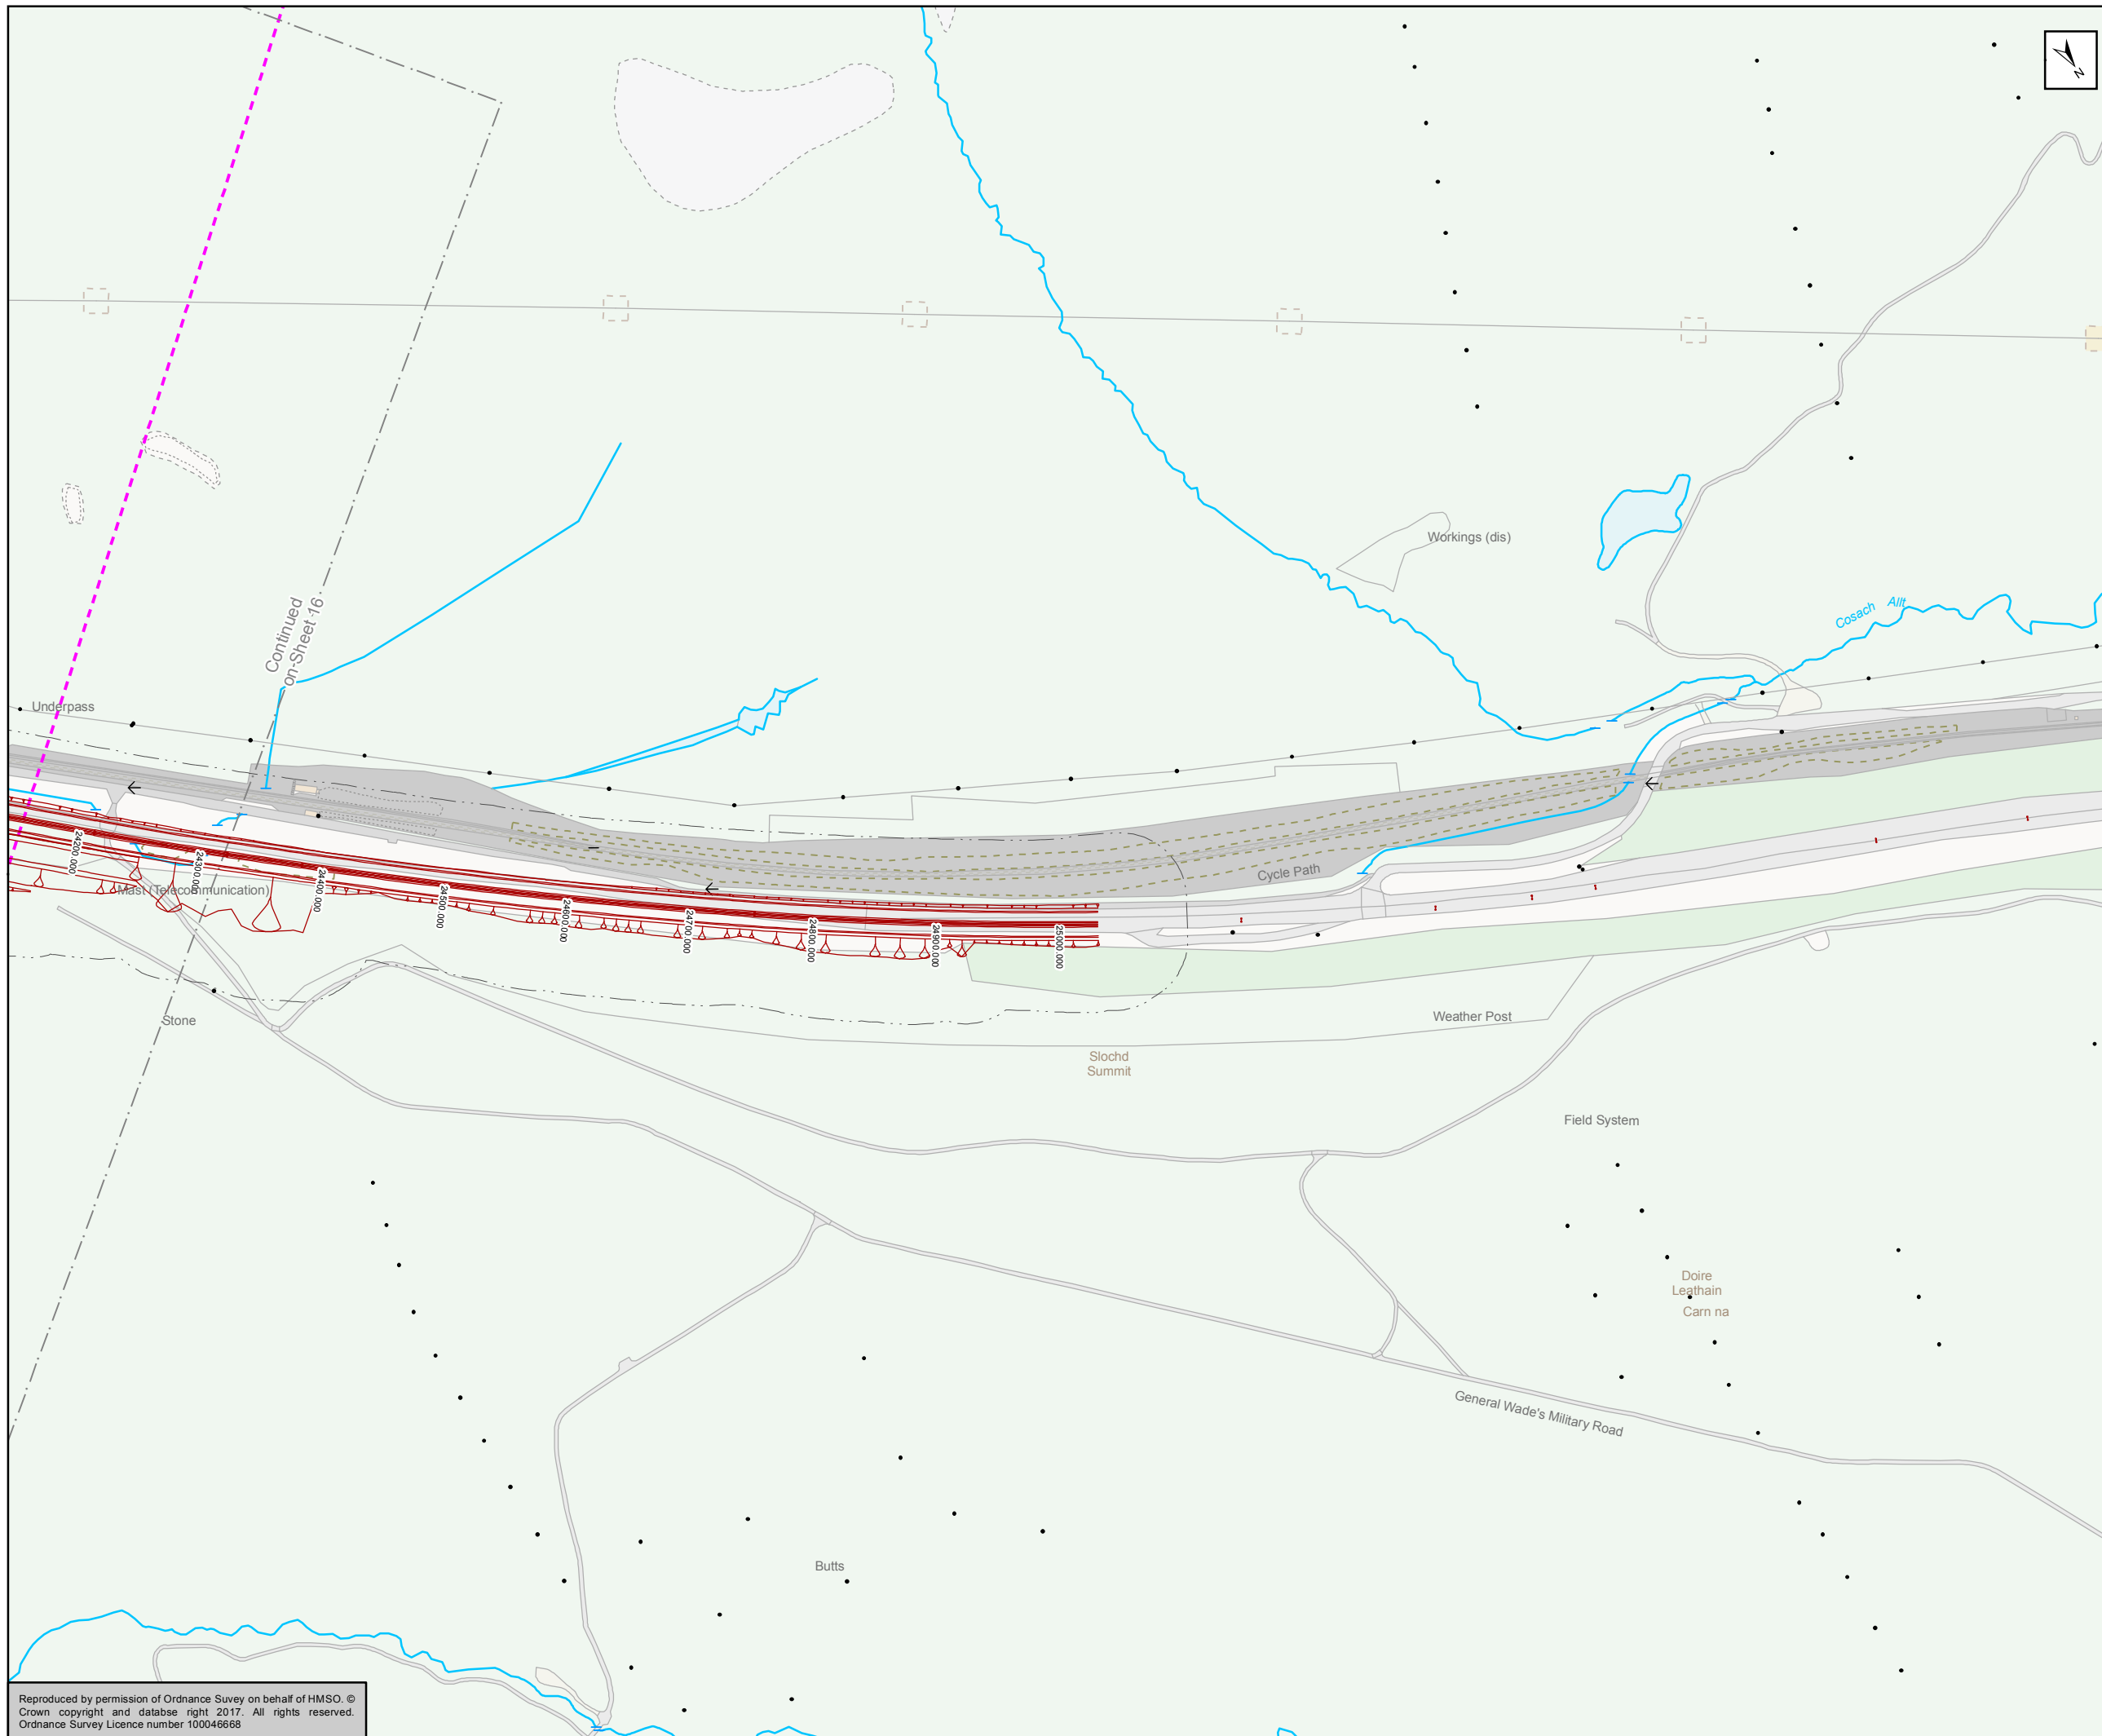 N
Workings (dis)
Continued
on Sheet 16
Cosach Allt
Underpass
Cycle Path
24200.000
24300.000
24400.000
24500.000
24600.000
24700.000
24800.000
24900.000
25000.000
Mast (Telecommunication)
Stone
Weather Post
Slochd
Summit
Field System
Doire
Leathain
Carn na
General Wade's Military Road
Butts
Reproduced by permission of Ordnance Suvey on behalf of HMSO. ©
Crown copyright and databse right 2017. All rights reserved.
Ordnance Survey Licence number 100046668